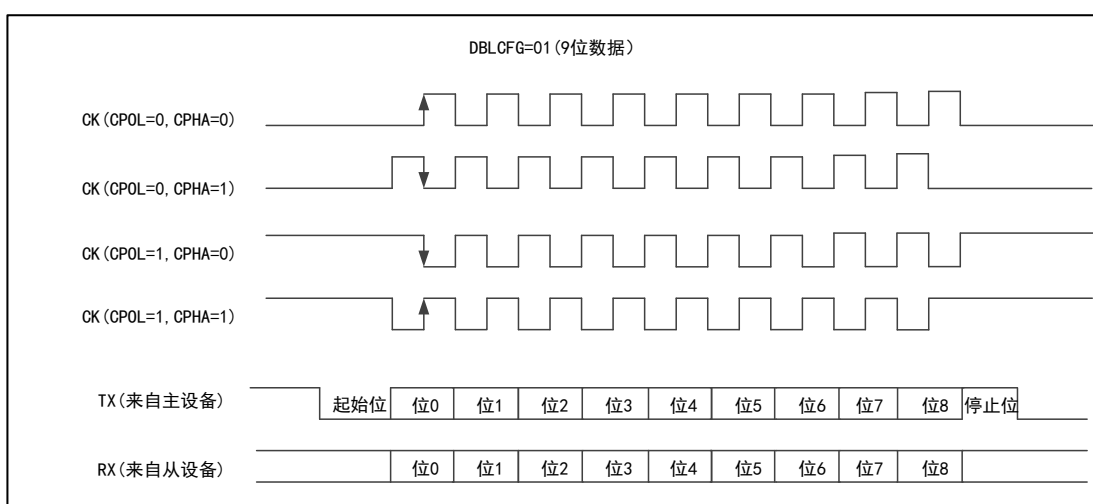 DBLCFG=01(9位数据)
CK(CPOL=0,CPHA=0)
CK(CPOL=0,CPHA=1)
CK(CPOL=1,CPHA=0)
CK(CPOL=1,CPHA=1)
TX(来自主设备) 起始位 位0 位1 位2 位3 位4 位5 位6 位7 位8 停止位
RX(来自从设备) 位0 位1 位2 位3 位4 位5 位6 位7 位8